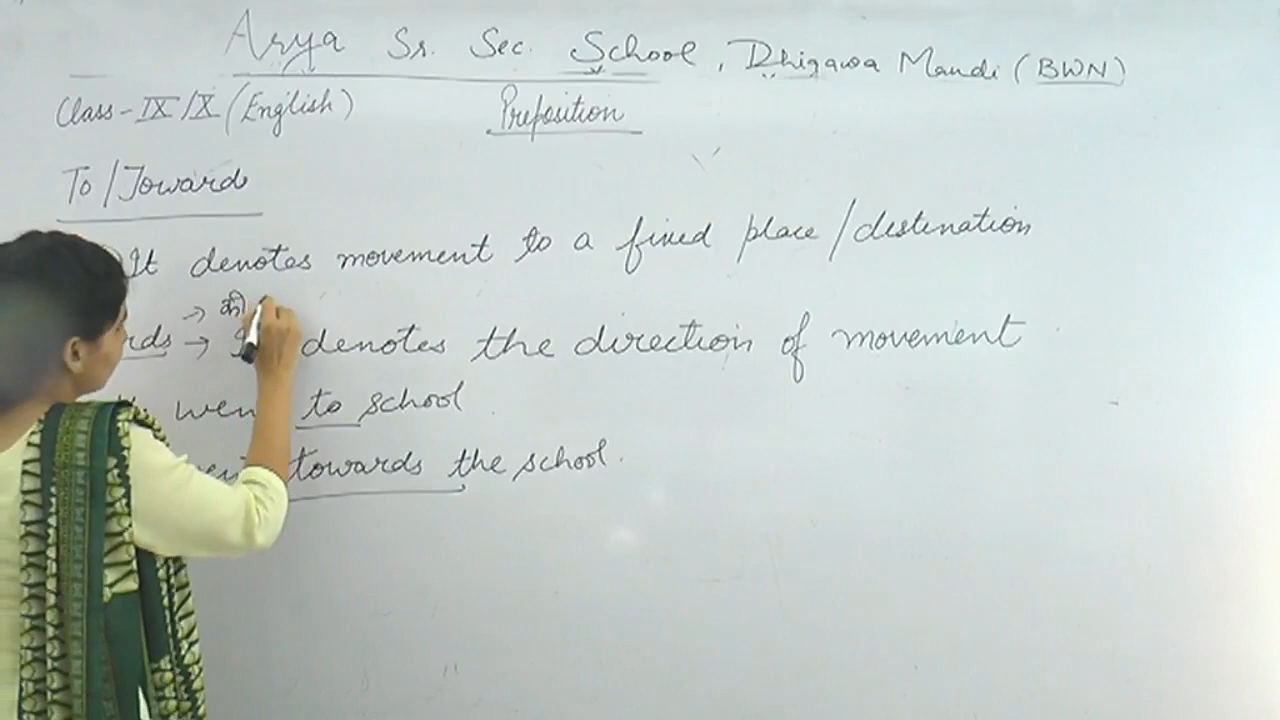 Arya Sr. Sec. School, Dhigawa Mandi (BWN)
Class-IX/X (English) Preposition
To/Toward
It denotes movement to a fixed place/destination
→ की
rds → denotes the direction of movement
wen to school
towards the school.